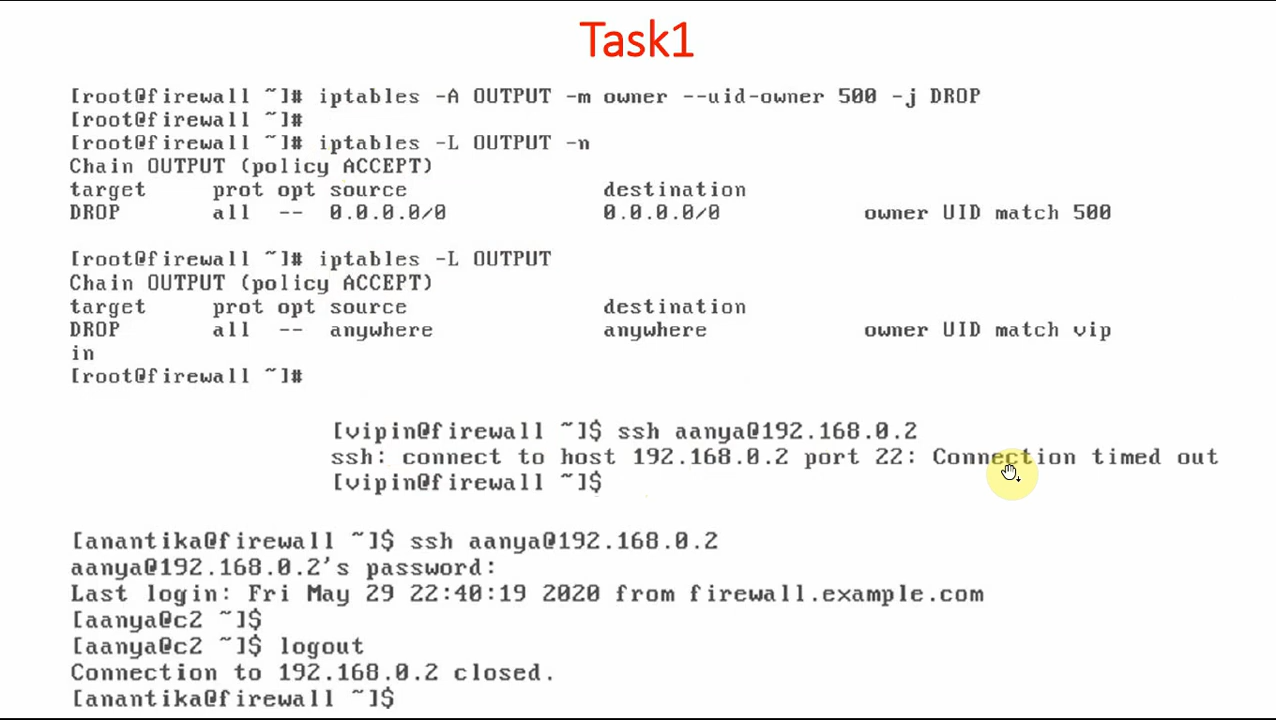 Task1
[root@firewall ~]# iptables -A OUTPUT -m owner --uid-owner 500 -j DROP
[root@firewall ~]#
[root@firewall ~]# iptables -L OUTPUT -n
Chain OUTPUT (policy ACCEPT)
target     prot opt source               destination
DROP       all  --  0.0.0.0/0            0.0.0.0/0           owner UID match 500
[root@firewall ~]# iptables -L OUTPUT
Chain OUTPUT (policy ACCEPT)
target     prot opt source               destination
DROP       all  --  anywhere             anywhere            owner UID match vip
in
[root@firewall ~]#
[vipin@firewall ~]$ ssh aanya@192.168.0.2
ssh: connect to host 192.168.0.2 port 22: Connection timed out
[vipin@firewall ~]$
[anantika@firewall ~]$ ssh aanya@192.168.0.2
aanya@192.168.0.2's password:
Last login: Fri May 29 22:40:19 2020 from firewall.example.com
[aanya@c2 ~]$
[aanya@c2 ~]$ logout
Connection to 192.168.0.2 closed.
[anantika@firewall ~]$